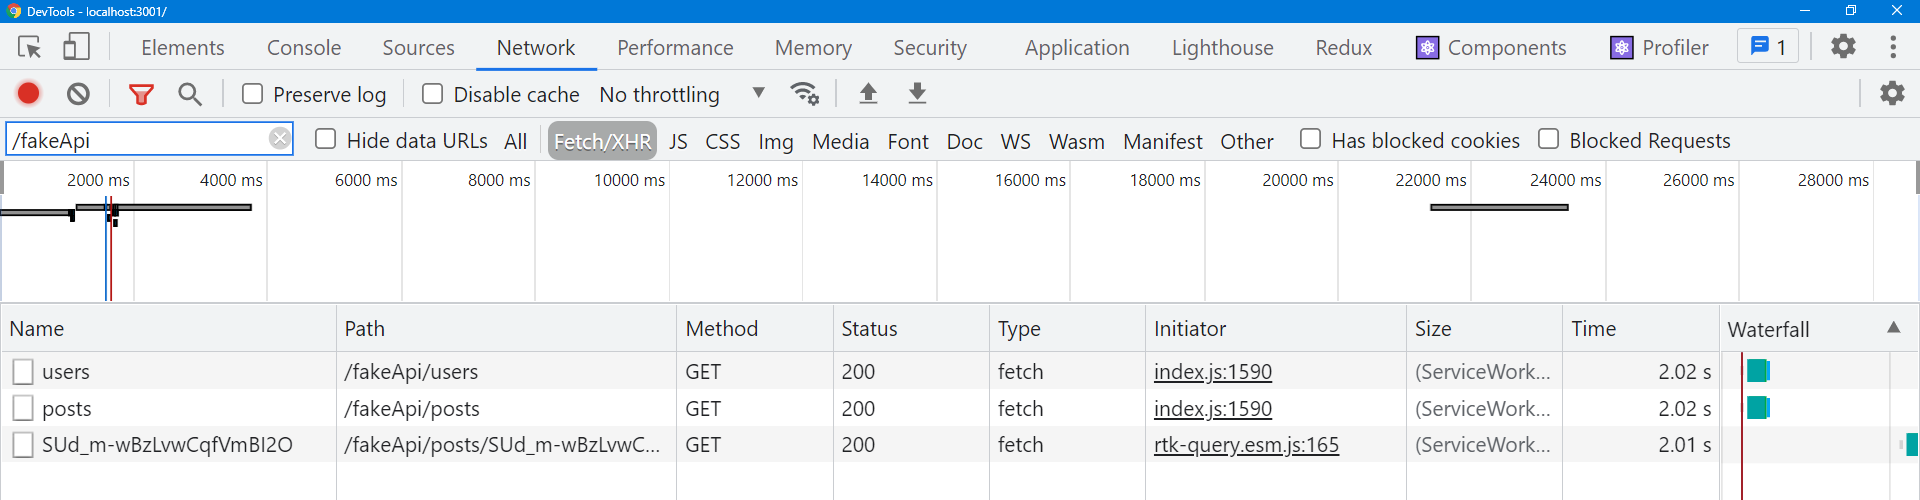 DevTools - localhost:3001/
Elements Console Sources Network Performance Memory Security Application Lighthouse Redux Components Profiler 1
Preserve log Disable cache No throttling
/fakeApi Hide data URLs All Fetch/XHR JS CSS Img Media Font Doc WS Wasm Manifest Other Has blocked cookies Blocked Requests
2000 ms 4000 ms 6000 ms 8000 ms 10000 ms 12000 ms 14000 ms 16000 ms 18000 ms 20000 ms 22000 ms 24000 ms 26000 ms 28000 ms
Name Path Method Status Type Initiator Size Time Waterfall
users /fakeApi/users GET 200 fetch index.js:1590 (ServiceWork... 2.02 s
posts /fakeApi/posts GET 200 fetch index.js:1590 (ServiceWork... 2.02 s
SUd_m-wBzLvwCqfVmBI2O /fakeApi/posts/SUd_m-wBzLvwC... GET 200 fetch rtk-query.esm.js:165 (ServiceWork... 2.01 s